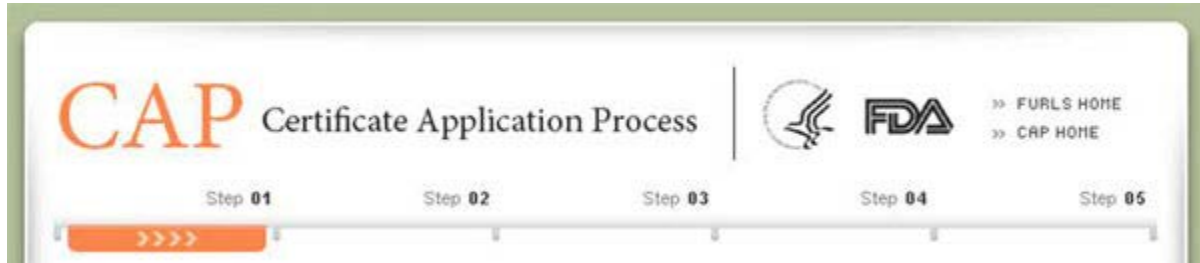 CAP Certificate Application Process
FDA
» FURLS HOME
» CAP HOME
Step 01 Step 02 Step 03 Step 04 Step 05
>>>>